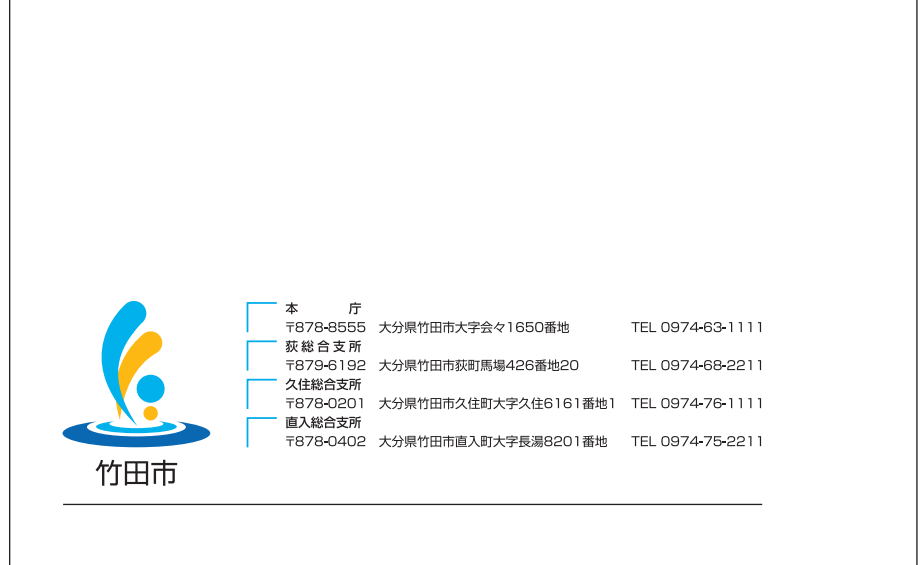 本　　庁
〒878-8555　大分県竹田市大字会々1650番地　TEL 0974-63-1111
荻総合支所
〒879-6192　大分県竹田市荻町馬場426番地20　TEL 0974-68-2211
久住総合支所
〒878-0201　大分県竹田市久住町大字久住6161番地1　TEL 0974-76-1111
直入総合支所
〒878-0402　大分県竹田市直入町大字長湯8201番地　TEL 0974-75-2211
竹田市